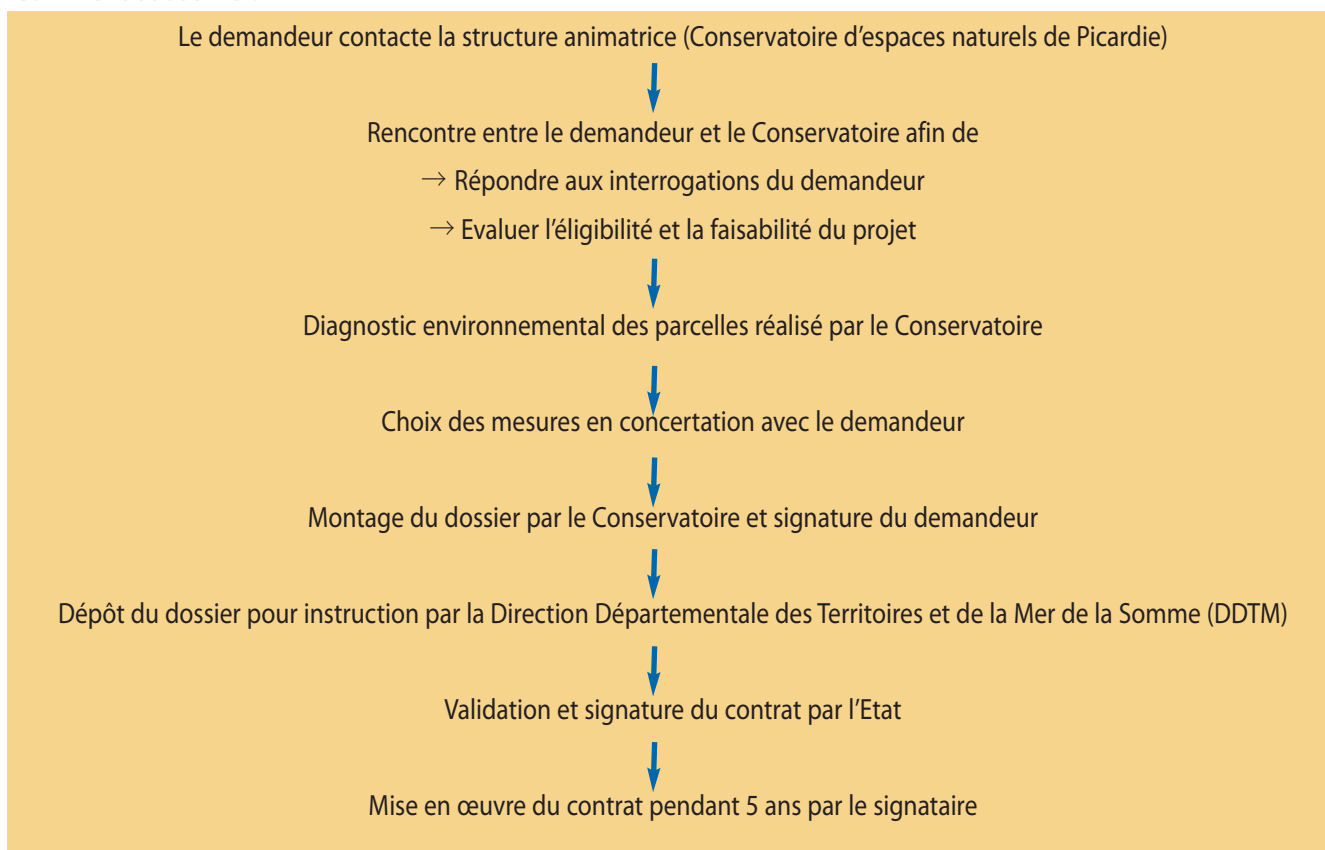 Le demandeur contacte la structure animatrice (Conservatoire d'espaces naturels de Picardie)
Rencontre entre le demandeur et le Conservatoire afin de
→ Répondre aux interrogations du demandeur
→ Evaluer l'éligibilité et la faisabilité du projet
Diagnostic environnemental des parcelles réalisé par le Conservatoire
Choix des mesures en concertation avec le demandeur
Montage du dossier par le Conservatoire et signature du demandeur
Dépôt du dossier pour instruction par la Direction Départementale des Territoires et de la Mer de la Somme (DDTM)
Validation et signature du contrat par l'Etat
Mise en œuvre du contrat pendant 5 ans par le signataire